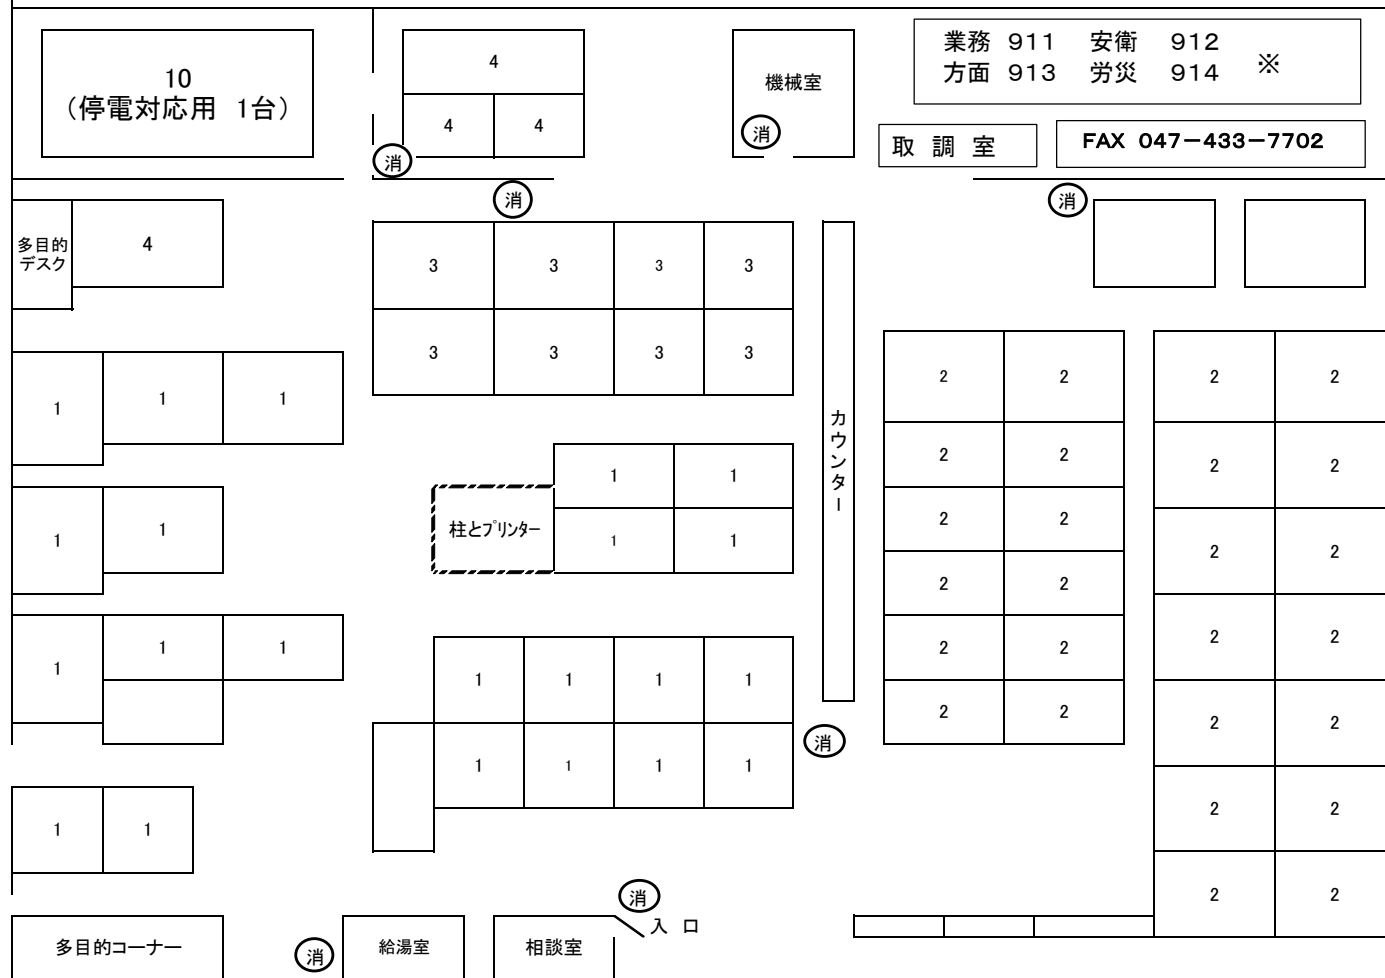 業務 911 安衛 912
方面 913 労災 914 ※
10
(停電対応用 1台)
4
4 4
機械室
消
消
取 調 室
FAX 047-433-7702
消
消
多目的
デスク
4
3 3 3 3
3 3 3 3
カウンター
1 1 1
1 1
柱とプリンター
1 1
1 1
2 2 2 2
2 2 2 2
2 2 2 2
2 2 2 2
2 2 2 2
2 2 2 2
2 2
1 1 1
1 1 1 1
1 1 1 1
消
1 1
消
入 口
多目的コーナー
消
給湯室
相談室